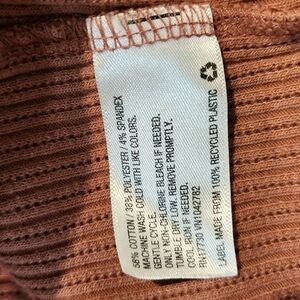 58% COTTON / 38% POLYESTER / 4% SPANDEX
MACHINE WASH COLD WITH LIKE COLORS.
GENTLE CYCLE.
ONLY NON-CHLORINE BLEACH IF NEEDED.
TUMBLE DRY LOW. REMOVE PROMPTLY.
COOL IRON IF NEEDED.
RN17730 VN1042782
LABEL MADE FROM 100% RECYCLED PLASTIC